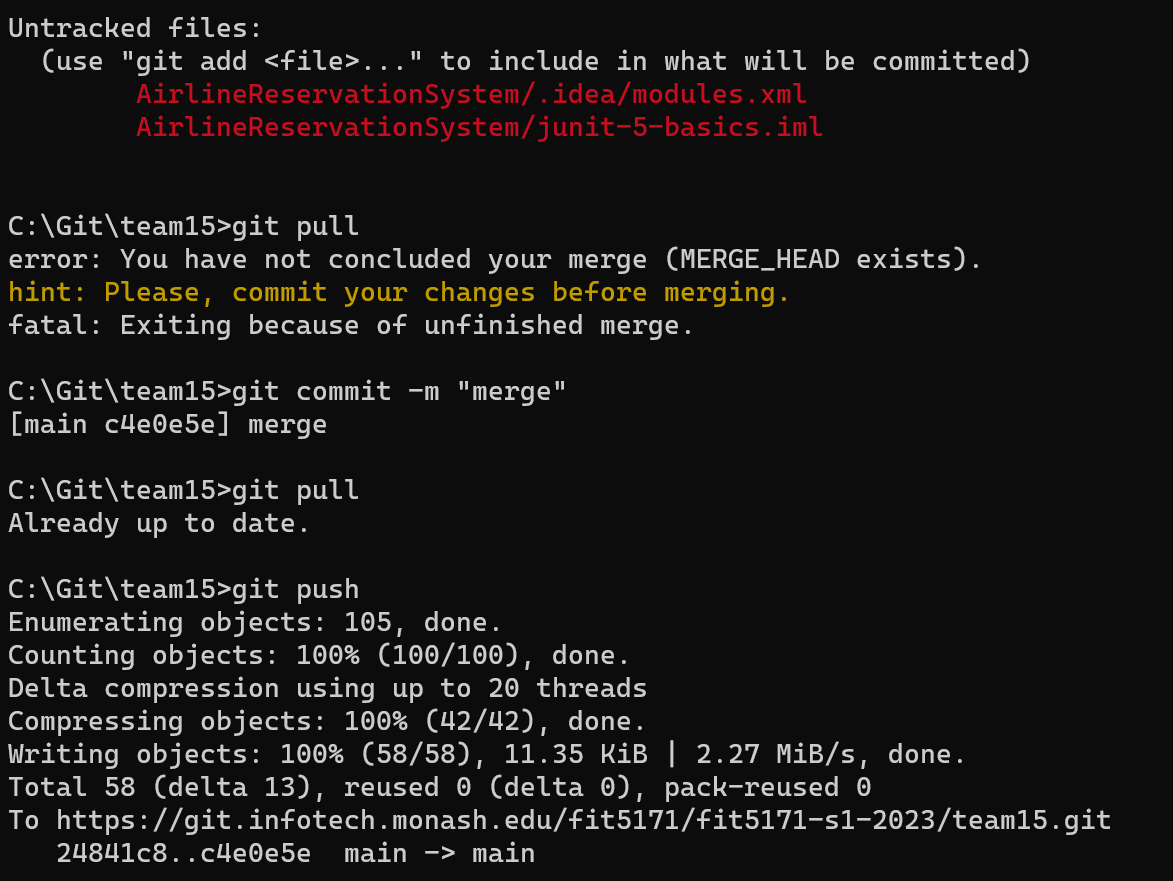 Untracked files:
  (use "git add <file>..." to include in what will be committed)
        AirlineReservationSystem/.idea/modules.xml
        AirlineReservationSystem/junit-5-basics.iml
C:\Git\team15>git pull
error: You have not concluded your merge (MERGE_HEAD exists).
hint: Please, commit your changes before merging.
fatal: Exiting because of unfinished merge.
C:\Git\team15>git commit -m "merge"
[main c4e0e5e] merge
C:\Git\team15>git pull
Already up to date.
C:\Git\team15>git push
Enumerating objects: 105, done.
Counting objects: 100% (100/100), done.
Delta compression using up to 20 threads
Compressing objects: 100% (42/42), done.
Writing objects: 100% (58/58), 11.35 KiB | 2.27 MiB/s, done.
Total 58 (delta 13), reused 0 (delta 0), pack-reused 0
To https://git.infotech.monash.edu/fit5171/fit5171-s1-2023/team15.git
   24841c8..c4e0e5e  main -> main